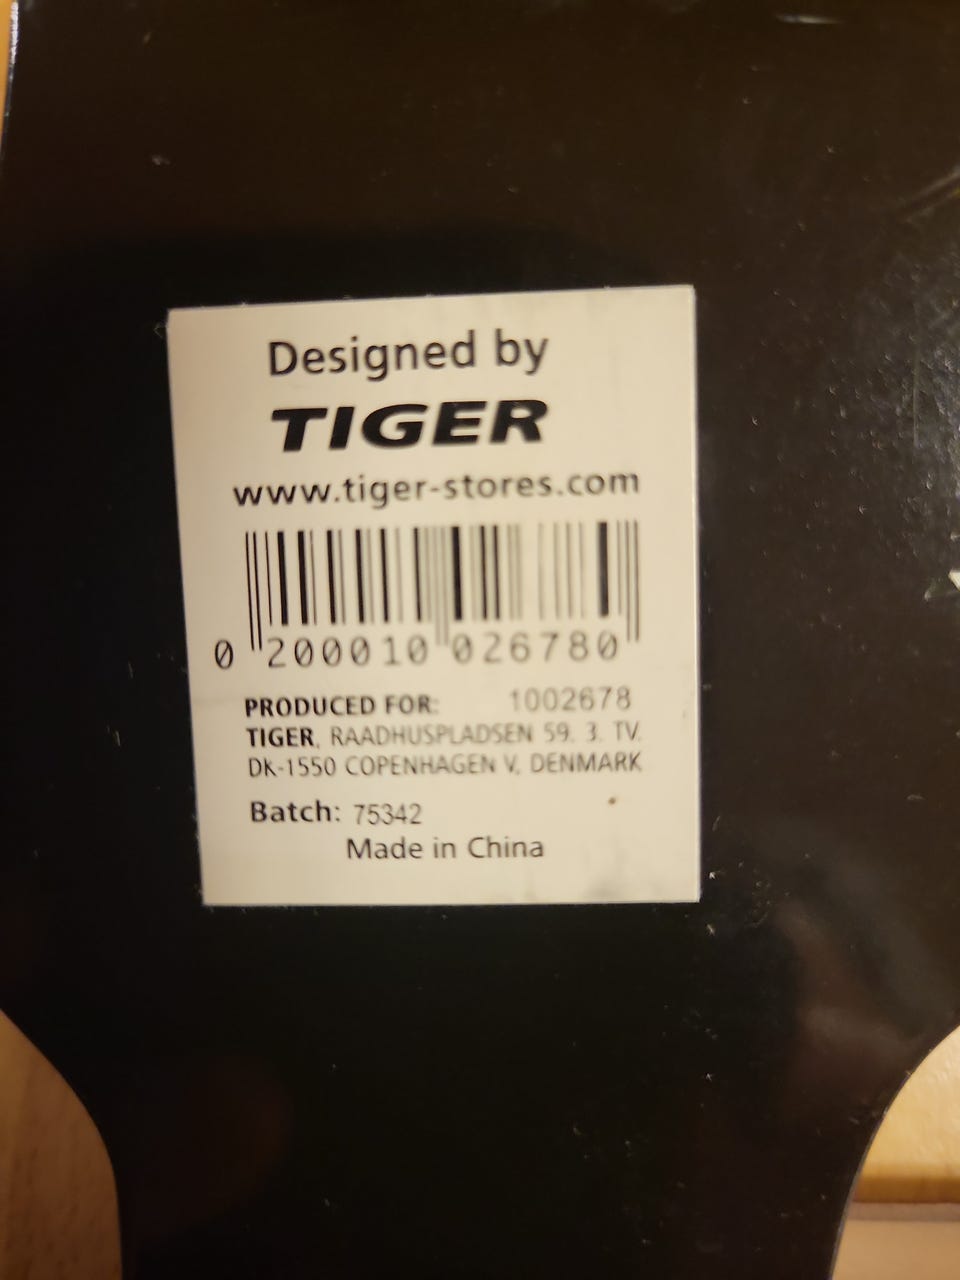 Designed by
TIGER
www.tiger-stores.com
0 200010 026780
PRODUCED FOR: 1002678
TIGER, RAADHUSPLADSEN 59. 3. TV.
DK-1550 COPENHAGEN V, DENMARK
Batch: 75342
Made in China